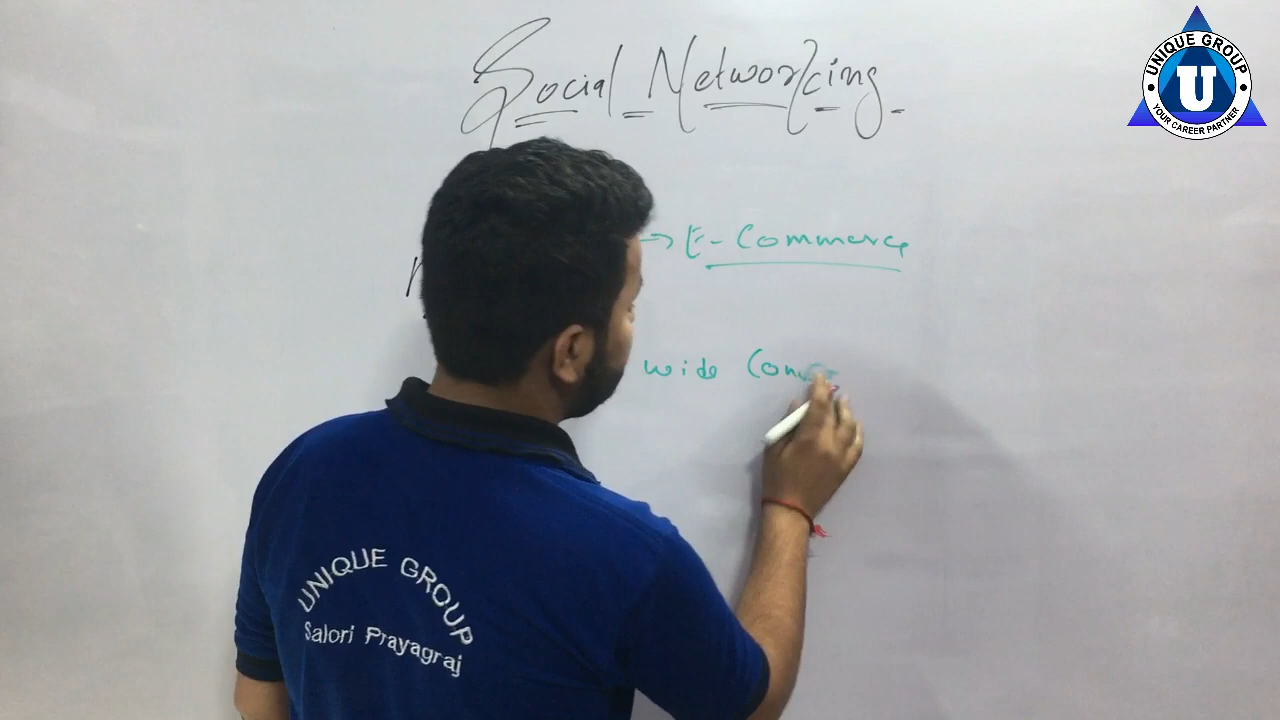 Social Networking
→ E-Commerce
wide
UNIQUE GROUP
YOUR CAREER PARTNER
U
UNIQUE GROUP
Salori Prayagraj